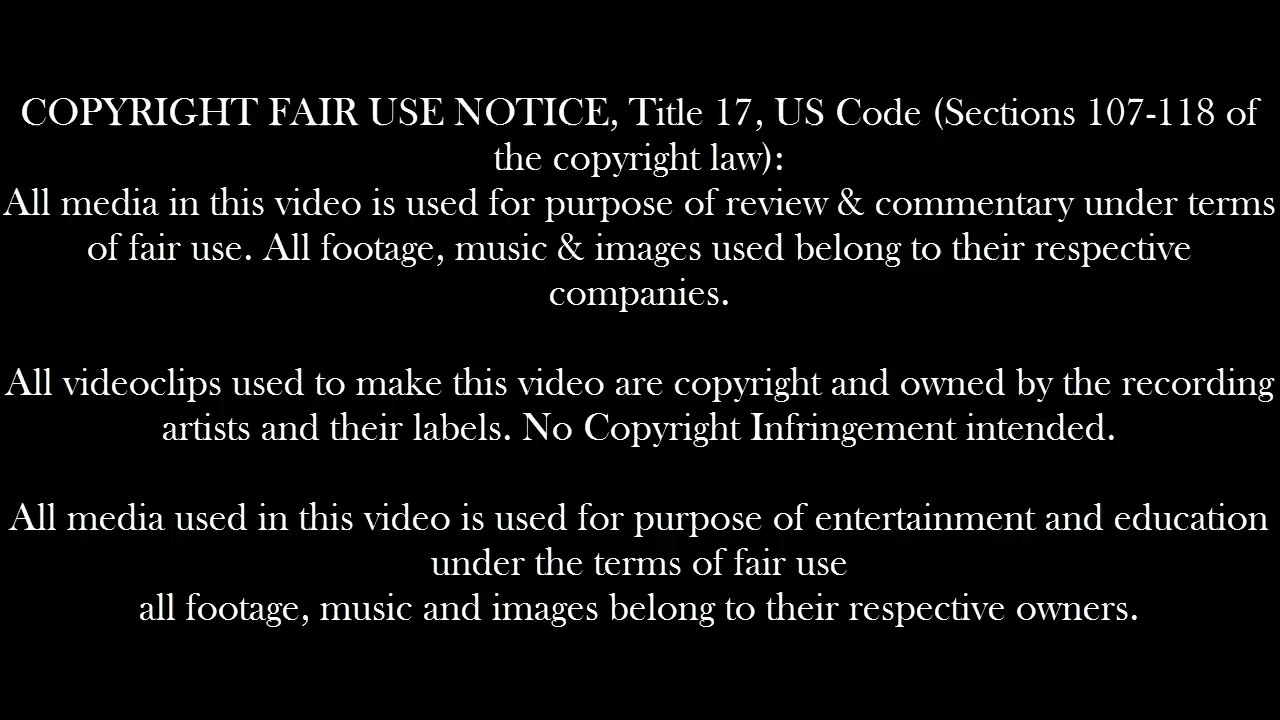 COPYRIGHT FAIR USE NOTICE, Title 17, US Code (Sections 107-118 of
the copyright law):
All media in this video is used for purpose of review & commentary under terms
of fair use. All footage, music & images used belong to their respective
companies.
All videoclips used to make this video are copyright and owned by the recording
artists and their labels. No Copyright Infringement intended.
All media used in this video is used for purpose of entertainment and education
under the terms of fair use
all footage, music and images belong to their respective owners.